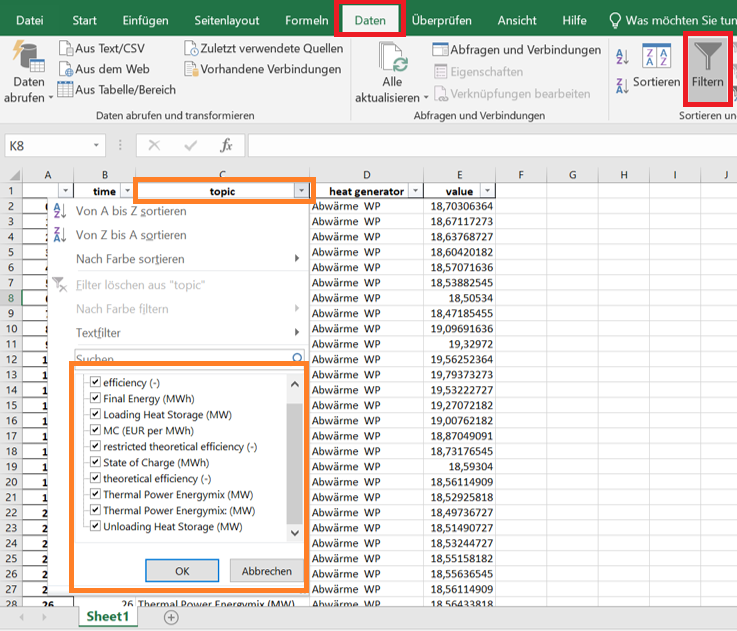 Datei Start Einfügen Seitenlayout Formeln Daten Überprüfen Ansicht Hilfe Was möchten Sie tun
Aus Text/CSV Zuletzt verwendete Quellen Abfragen und Verbindungen
Aus dem Web Vorhandene Verbindungen Eigenschaften
Daten abrufen Aus Tabelle/Bereich Alle aktualisieren Verknüpfungen bearbeiten Sortieren Filtern
Daten abrufen und transformieren Abfragen und Verbindungen Sortieren un
K8 fx
A B C D E F G H I J
1 time topic heat generator value
2 Abwärme WP 18,70306364
3 Abwärme WP 18,67117273
4 Abwärme WP 18,63768727
5 Abwärme WP 18,60420182
6 Abwärme WP 18,57071636
7 Abwärme WP 18,53882545
8 Abwärme WP 18,50534
9 Abwärme WP 18,47185455
10 Abwärme WP 19,09691636
11 Abwärme WP 19,32972
12 Abwärme WP 19,56252364
13 Abwärme WP 19,79373273
14 Abwärme WP 19,53222727
15 Abwärme WP 19,27072182
16 Abwärme WP 19,00762182
17 Abwärme WP 18,87049091
18 Abwärme WP 18,73176545
19 Abwärme WP 18,59304
20 Abwärme WP 18,56114909
21 Abwärme WP 18,52925818
22 Abwärme WP 18,49736727
23 Abwärme WP 18,51490727
24 Abwärme WP 18,53244727
25 Abwärme WP 18,55158182
26 Abwärme WP 18,55635545
27 Abwärme WP 18,56114909
28 26 26 Thermal Power Energymix (MW) Abwärme WP 18,56433818
Von A bis Z sortieren
Von Z bis A sortieren
Nach Farbe sortieren
Filter löschen aus "topic"
Nach Farbe filtern
Textfilter
Suchen
efficiency (-)
Final Energy (MWh)
Loading Heat Storage (MW)
MC (EUR per MWh)
restricted theoretical efficiency (-)
State of Charge (MWh)
theoretical efficiency (-)
Thermal Power Energymix (MW)
Thermal Power Energymix: (MW)
Unloading Heat Storage (MW)
OK Abbrechen
Sheet1